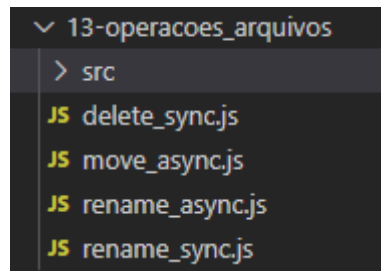 13-operacoes_arquivos
src
JS delete_sync.js
JS move_async.js
JS rename_async.js
JS rename_sync.js